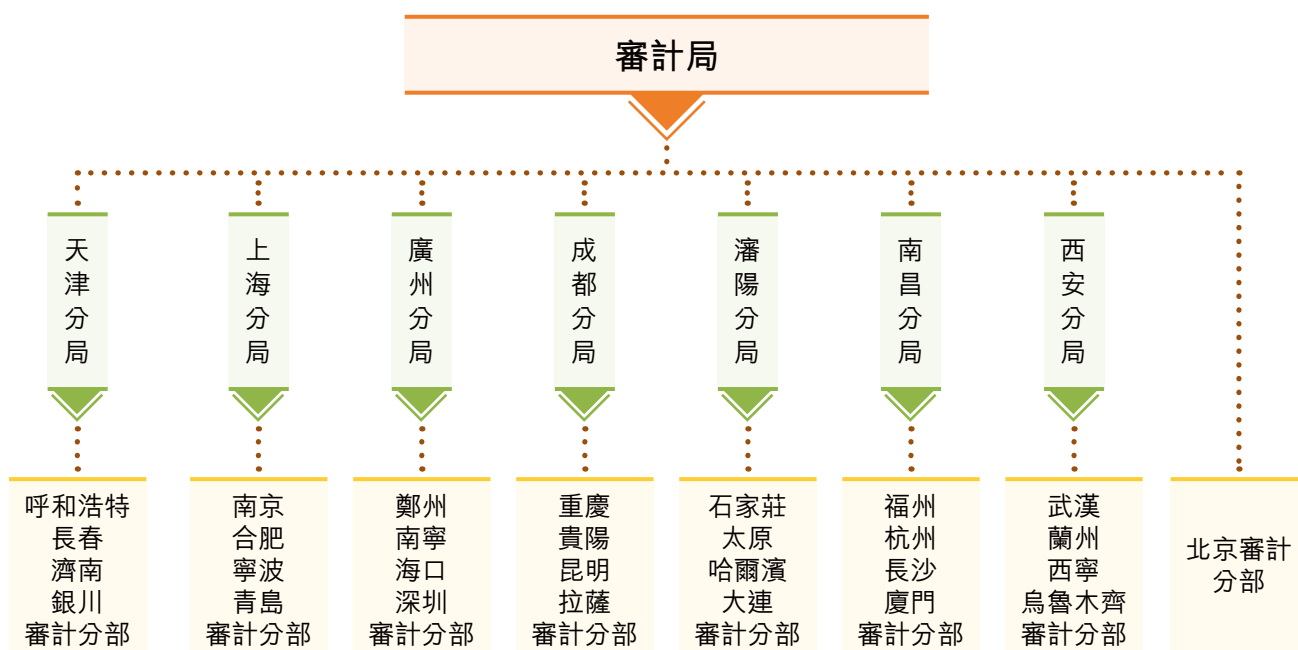 審計局
天津分局
上海分局
廣州分局
成都分局
瀋陽分局
南昌分局
西安分局
呼和浩特
長春
濟南
銀川
審計分部
南京
合肥
寧波
青島
審計分部
鄭州
南寧
海口
深圳
審計分部
重慶
貴陽
昆明
拉薩
審計分部
石家莊
太原
哈爾濱
大連
審計分部
福州
杭州
長沙
廈門
審計分部
武漢
蘭州
西寧
烏魯木齊
審計分部
北京審計
分部